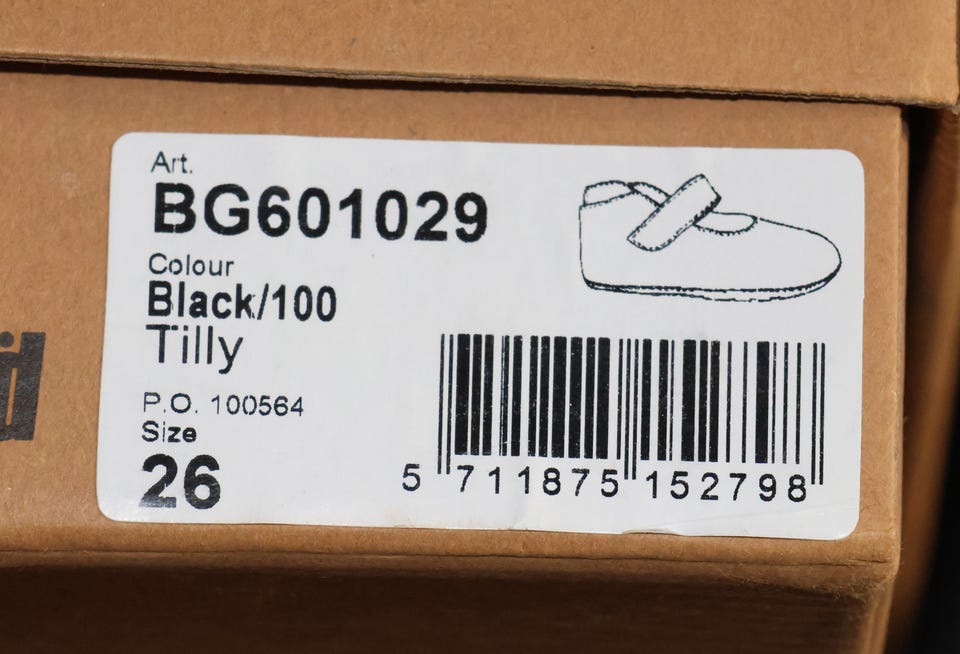 Art.
BG601029
Colour
Black/100
Tilly
P.O. 100564
Size
26
5 711875 152798